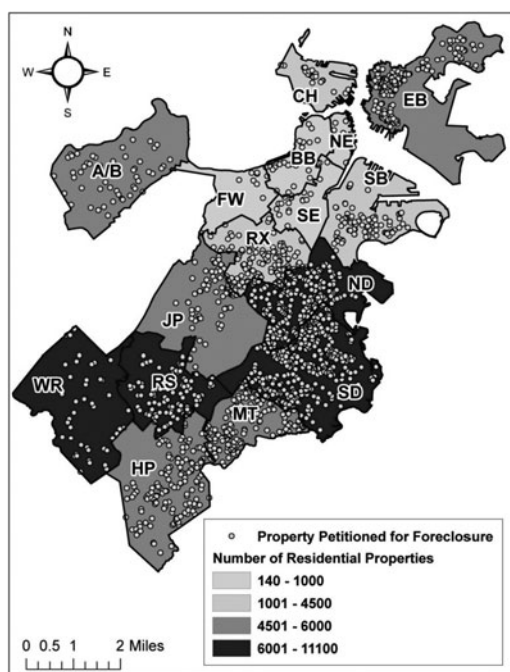 N
W E
S
CH
EB
NE
BB
A/B
SB
FW
SE
RX
ND
JP
WR
RS
SD
MT
HP
Property Petitioned for Foreclosure
Number of Residential Properties
140 - 1000
1001 - 4500
4501 - 6000
6001 - 11100
0 0.5 1 2 Miles